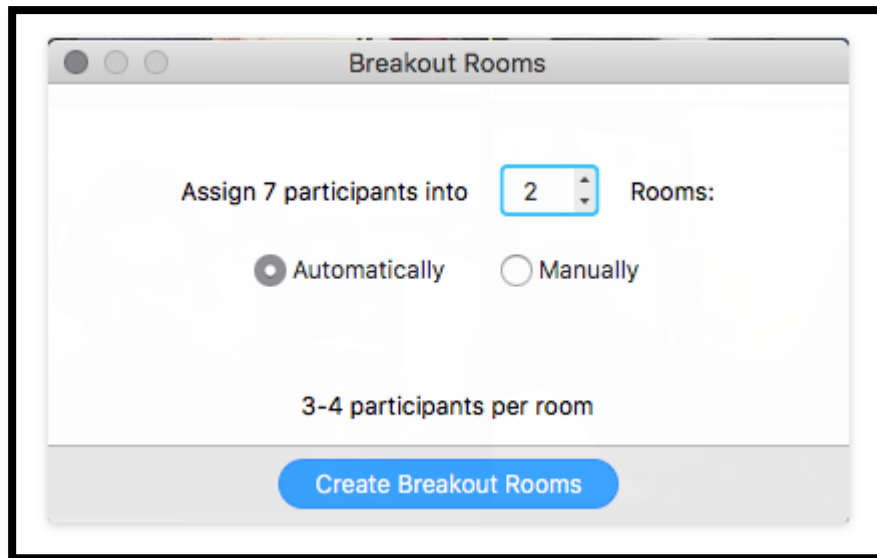 Breakout Rooms
Assign 7 participants into 2 Rooms:
Automatically Manually
3-4 participants per room
Create Breakout Rooms